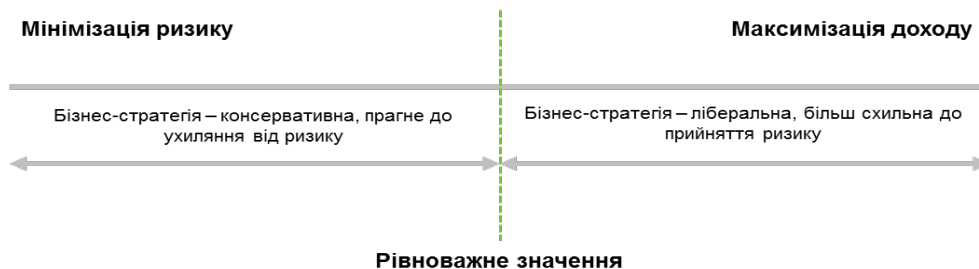 Мінімізація ризику
Максимізація доходу
Бізнес-стратегія – консервативна, прагне до
ухиляння від ризику
Бізнес-стратегія – ліберальна, більш схильна до
прийняття ризику
Рівноважне значення